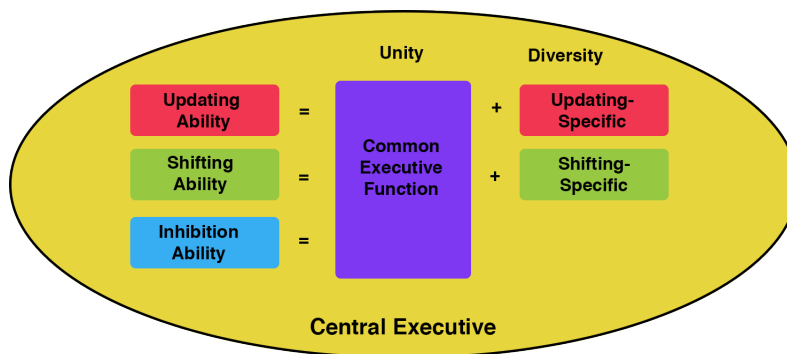 Unity
Diversity
Updating
Ability
=
+
Updating-
Specific
Common
Executive
Function
Shifting
Ability
=
+
Shifting-
Specific
Inhibition
Ability
=
Central Executive